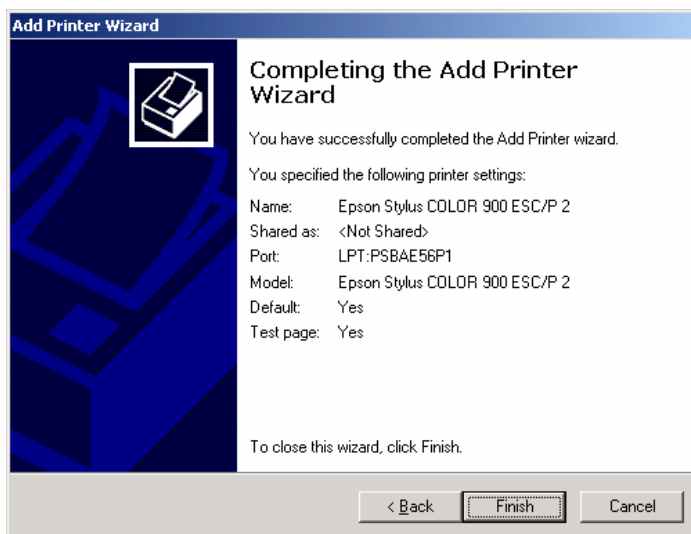 Add Printer Wizard
Completing the Add Printer
Wizard
You have successfully completed the Add Printer wizard.
You specified the following printer settings:
Name: Epson Stylus COLOR 900 ESC/P 2
Shared as: <Not Shared>
Port: LPT:PSBAE56P1
Model: Epson Stylus COLOR 900 ESC/P 2
Default: Yes
Test page: Yes
To close this wizard, click Finish.
< Back Finish Cancel